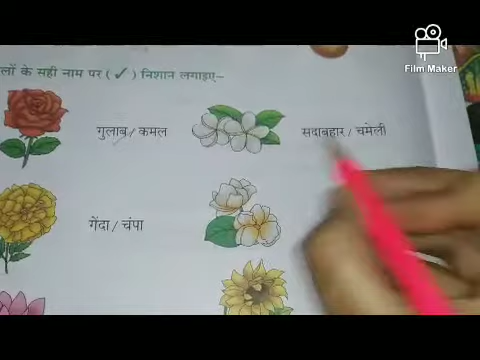 लों के सही नाम पर (✓) निशान लगाइए–
Film Maker
गुलाब / कमल
सदाबहार / चमेली
गेंदा / चंपा